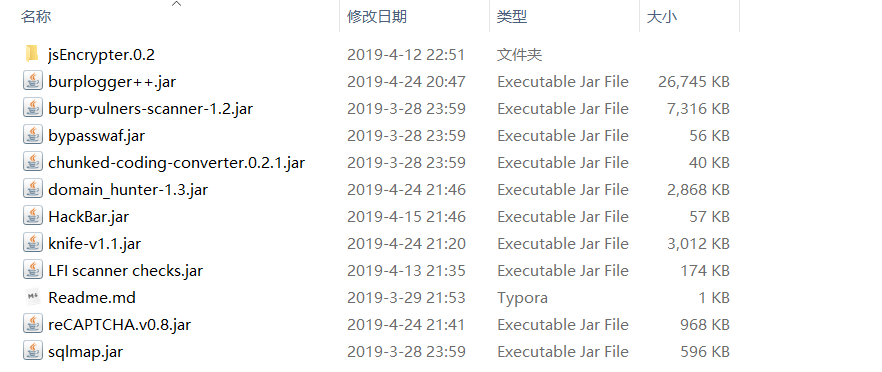 名称 修改日期 类型 大小
jsEncrypter.0.2 2019-4-12 22:51 文件夹
burplogger++.jar 2019-4-24 20:47 Executable Jar File 26,745 KB
burp-vulners-scanner-1.2.jar 2019-3-28 23:59 Executable Jar File 7,316 KB
bypasswaf.jar 2019-3-28 23:59 Executable Jar File 56 KB
chunked-coding-converter.0.2.1.jar 2019-3-28 23:59 Executable Jar File 40 KB
domain_hunter-1.3.jar 2019-4-24 21:46 Executable Jar File 2,868 KB
HackBar.jar 2019-4-15 21:46 Executable Jar File 57 KB
knife-v1.1.jar 2019-4-24 21:20 Executable Jar File 3,012 KB
LFI scanner checks.jar 2019-4-13 21:35 Executable Jar File 174 KB
Readme.md 2019-3-29 21:53 Typora 1 KB
reCAPTCHA.v0.8.jar 2019-4-24 21:41 Executable Jar File 968 KB
sqlmap.jar 2019-3-28 23:59 Executable Jar File 596 KB